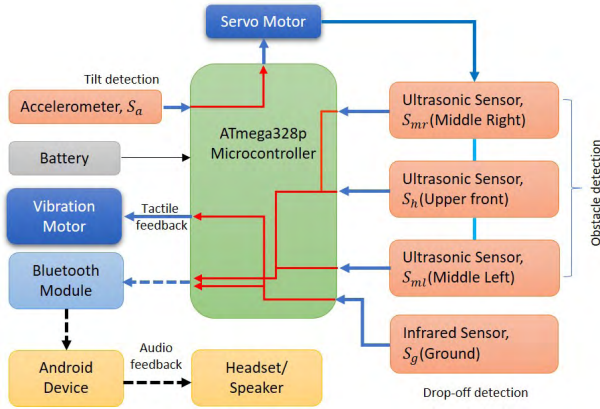 Servo Motor
Tilt detection
Accelerometer, Sₐ
ATmega328p
Microcontroller
Battery
Vibration
Motor
Tactile
feedback
Bluetooth
Module
Android
Device
Audio
feedback
Headset/
Speaker
Ultrasonic Sensor,
Sₘᵣ(Middle Right)
Ultrasonic Sensor,
Sₕ(Upper front)
Ultrasonic Sensor,
Sₘₗ(Middle Left)
Obstacle detection
Infrared Sensor,
S_g(Ground)
Drop-off detection